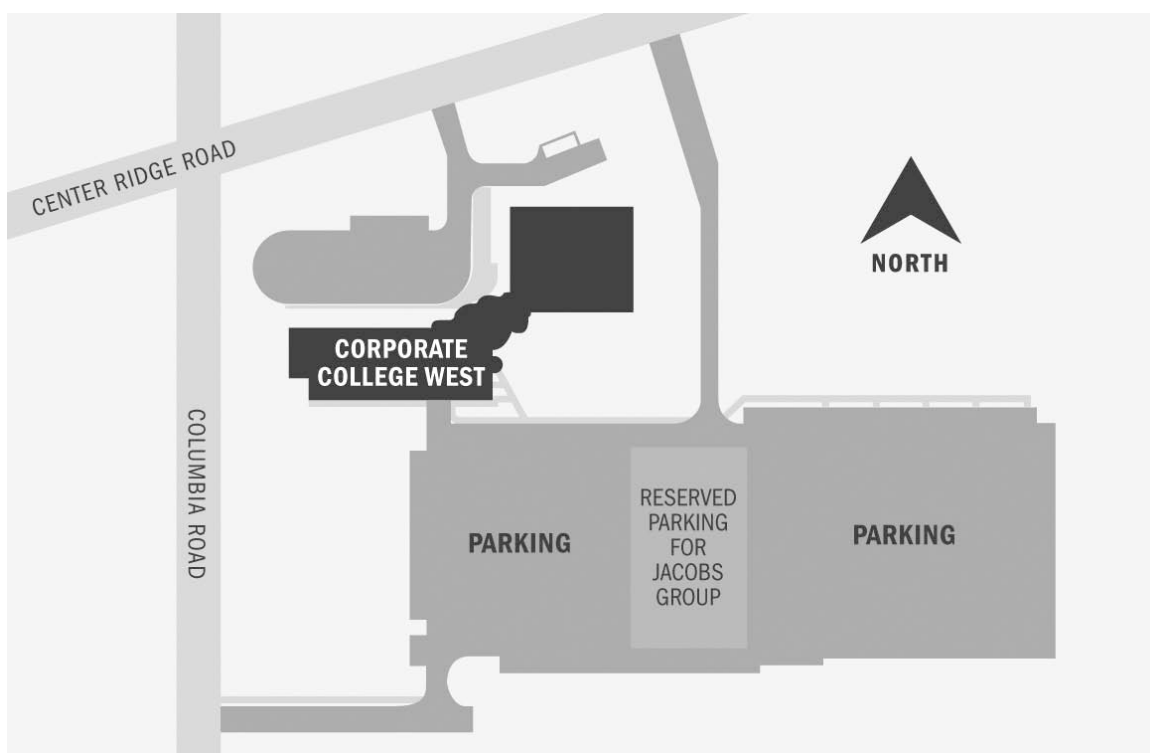 CENTER RIDGE ROAD
NORTH
CORPORATE
COLLEGE WEST
COLUMBIA ROAD
PARKING
RESERVED
PARKING
FOR
JACOBS
GROUP
PARKING